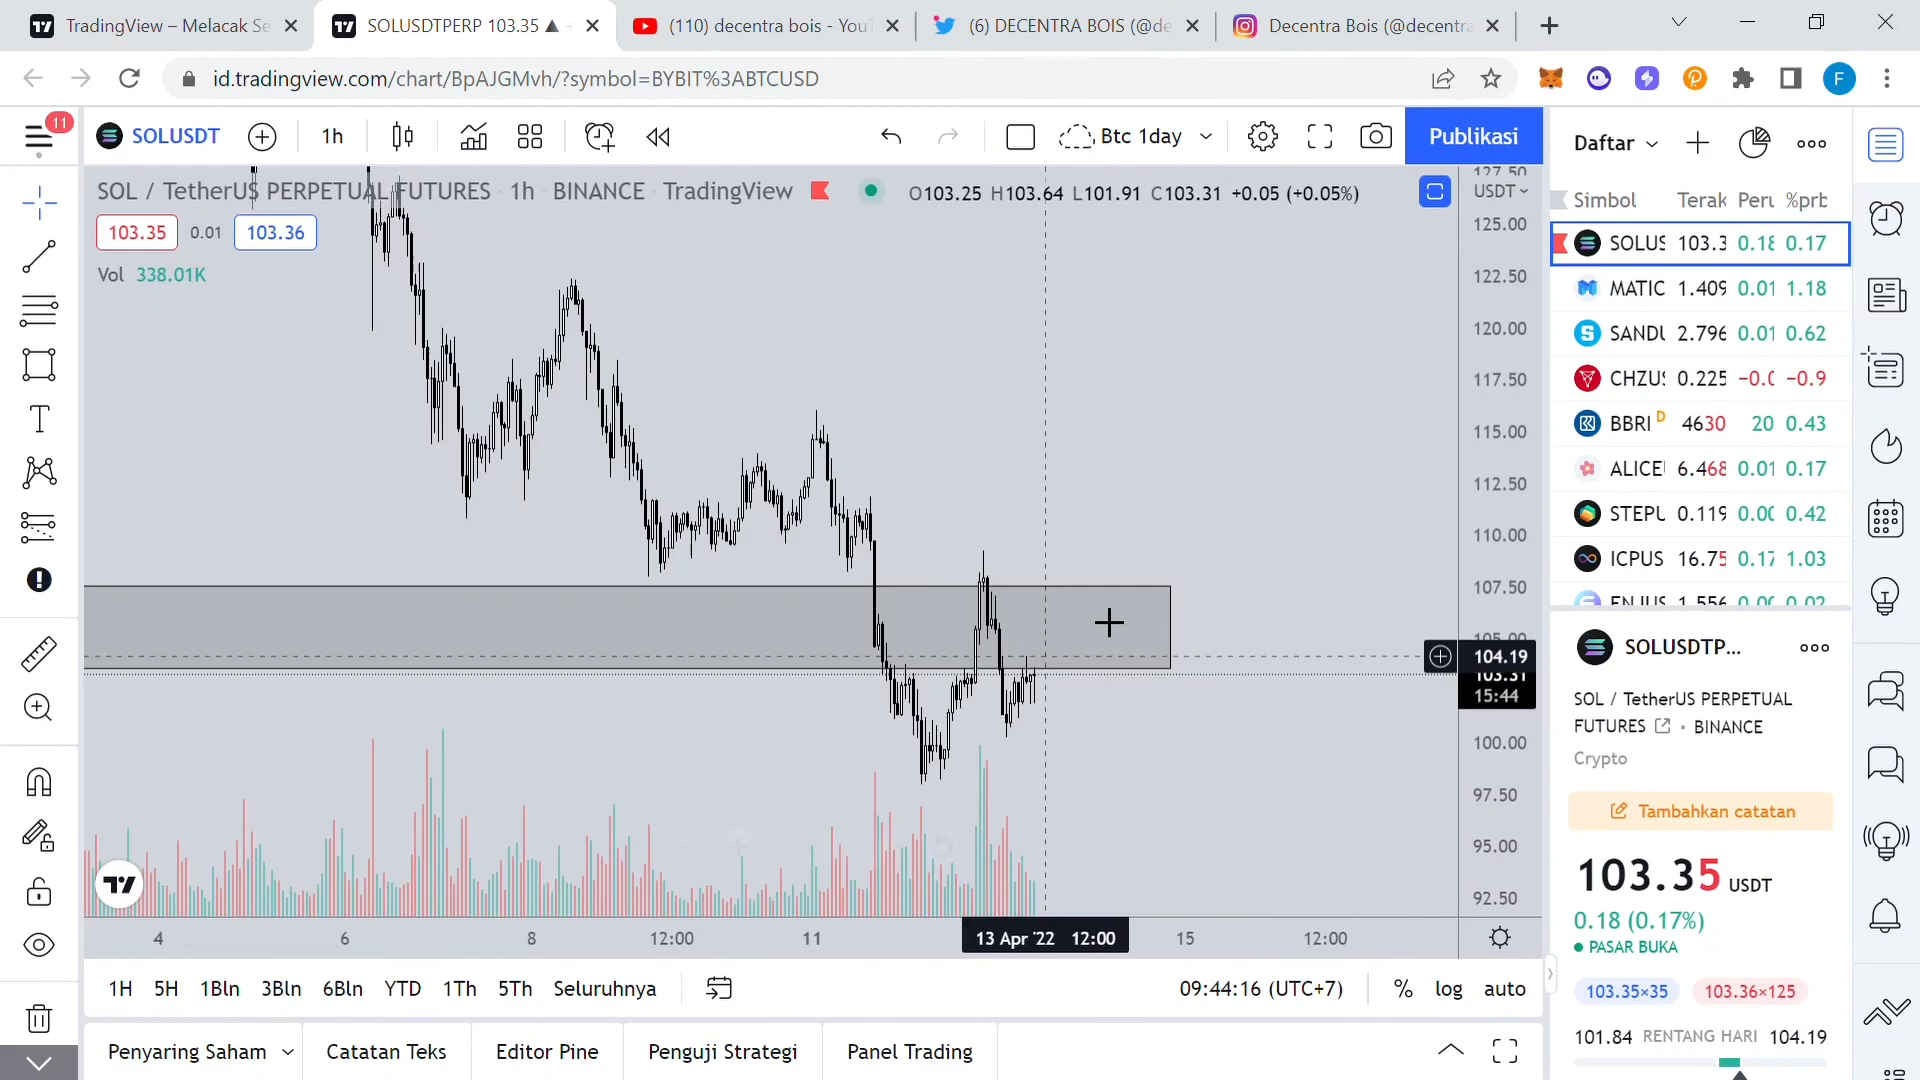 TradingView – Melacak Se
SOLUSDTPERP 103.35 ▲
(110) decentra bois - YouT
(6) DECENTRA BOIS (@de
Decentra Bois (@decentra
id.tradingview.com/chart/BpAJGMvh/?symbol=BYBIT%3ABTCUSD
F
11
SOLUSDT
1h
Btc 1day
Publikasi
Daftar
SOL / TetherUS PERPETUAL FUTURES · 1h · BINANCE · TradingView
O103.25 H103.64 L101.91 C103.31 +0.05 (+0.05%)
103.35
0.01
103.36
Vol 338.01K
127.50
USDT
125.00
122.50
120.00
117.50
115.00
112.50
110.00
107.50
105.00
104.19
103.31
15:44
100.00
97.50
95.00
92.50
4
6
8
12:00
11
13 Apr '22 12:00
15
12:00
1H 5H 1Bln 3Bln 6Bln YTD 1Th 5Th Seluruhnya
09:44:16 (UTC+7)
%
log
auto
Penyaring Saham
Catatan Teks
Editor Pine
Penguji Strategi
Panel Trading
Simbol Terak Peru %prb
SOLUS 103.3 0.18 0.17
MATIC 1.409 0.01 1.18
SANDU 2.796 0.01 0.62
CHZUS 0.225 −0.0 −0.9
BBRI D 4630 20 0.43
ALICEU 6.468 0.01 0.17
STEPU 0.119 0.00 0.42
ICPUS 16.75 0.17 1.03
ENJUS 1.556 0.00 0.02
SOLUSDTP...
SOL / TetherUS PERPETUAL
FUTURES • BINANCE
Crypto
Tambahkan catatan
103.35 USDT
0.18 (0.17%)
PASAR BUKA
103.35×35
103.36×125
101.84 RENTANG HARI 104.19